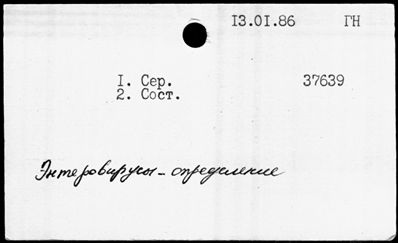 13.01.86 ГН
1. Сер. 37639
2. Сост.
Энтеровирусы - определение